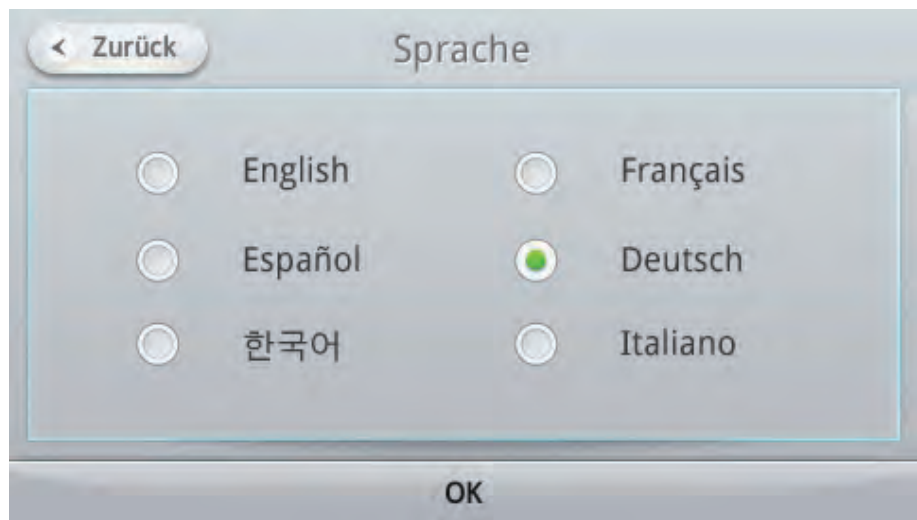 Zurück Sprache
English Français
Español Deutsch
한국어 Italiano
OK